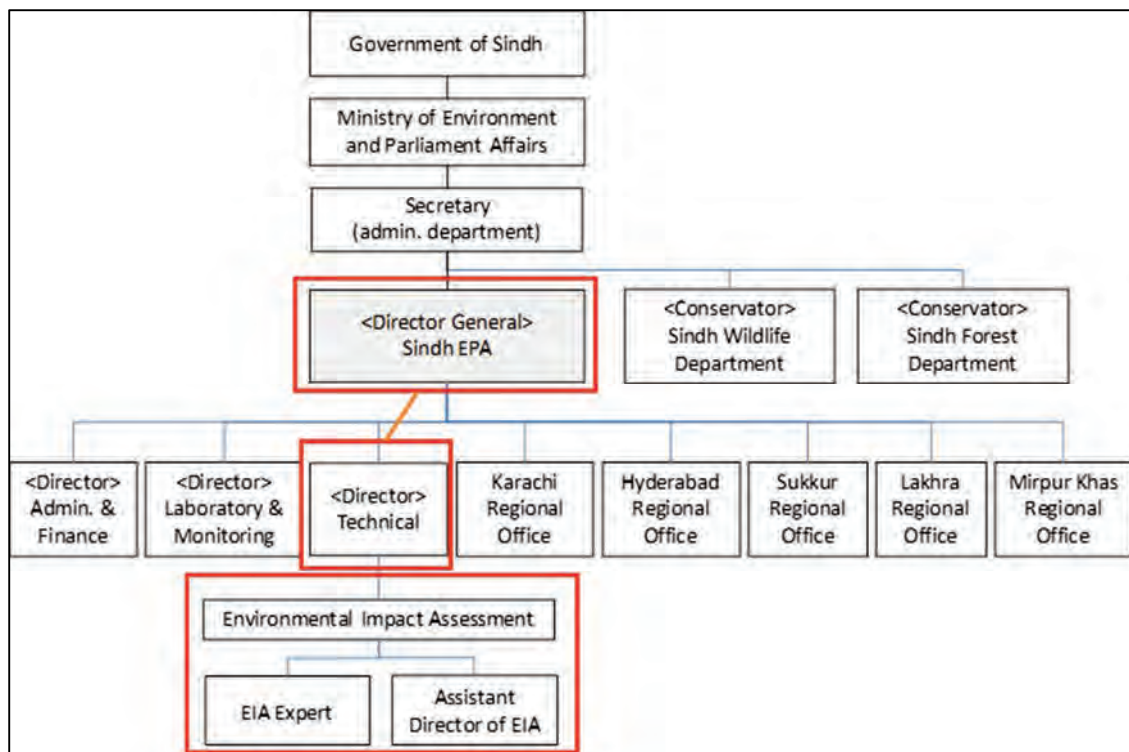 Government of Sindh
Ministry of Environment
and Parliament Affairs
Secretary
(admin. department)
<Director General>
Sindh EPA
<Conservator>
Sindh Wildlife
Department
<Conservator>
Sindh Forest
Department
<Director>
Admin. &
Finance
<Director>
Laboratory &
Monitoring
<Director>
Technical
Karachi
Regional
Office
Hyderabad
Regional
Office
Sukkur
Regional
Office
Lakhra
Regional
Office
Mirpur Khas
Regional
Office
Environmental Impact Assessment
EIA Expert
Assistant
Director of EIA